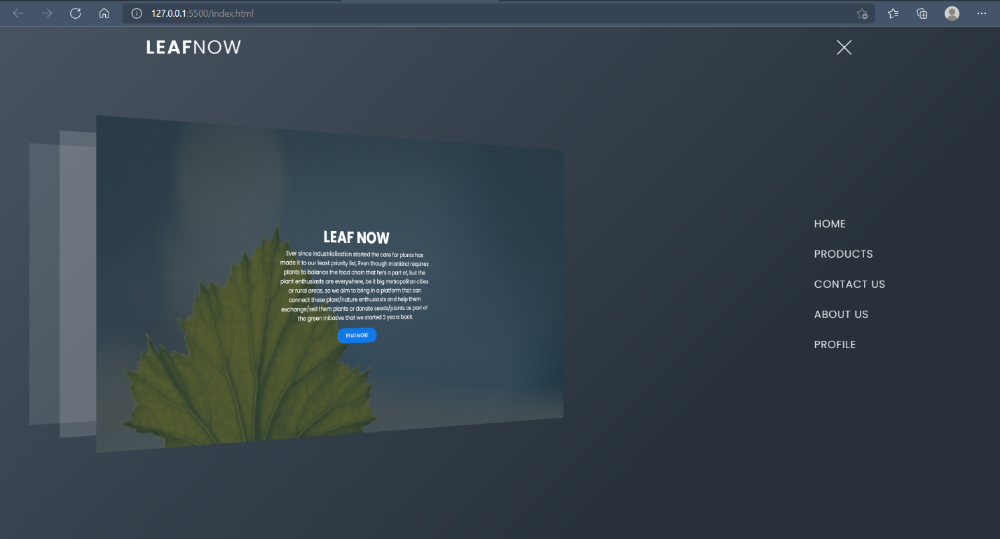 127.0.0.1:5500/index.html
LEAFNOW
LEAF NOW
Ever since industrialization started the care for plants has
made it to our least priority list, Even though mankind requires
plants to balance the food chain that he's a part of, but the
plant enthusiasts are everywhere, be it big metropolitan cities
or rural areas, so we aim to bring in a platform that can
connect these plant/nature enthusiasts and help them
exchange/sell them plants or donate seeds/plants as part of
the green initiative that we started 2 years back.
READ MORE
HOME
PRODUCTS
CONTACT US
ABOUT US
PROFILE